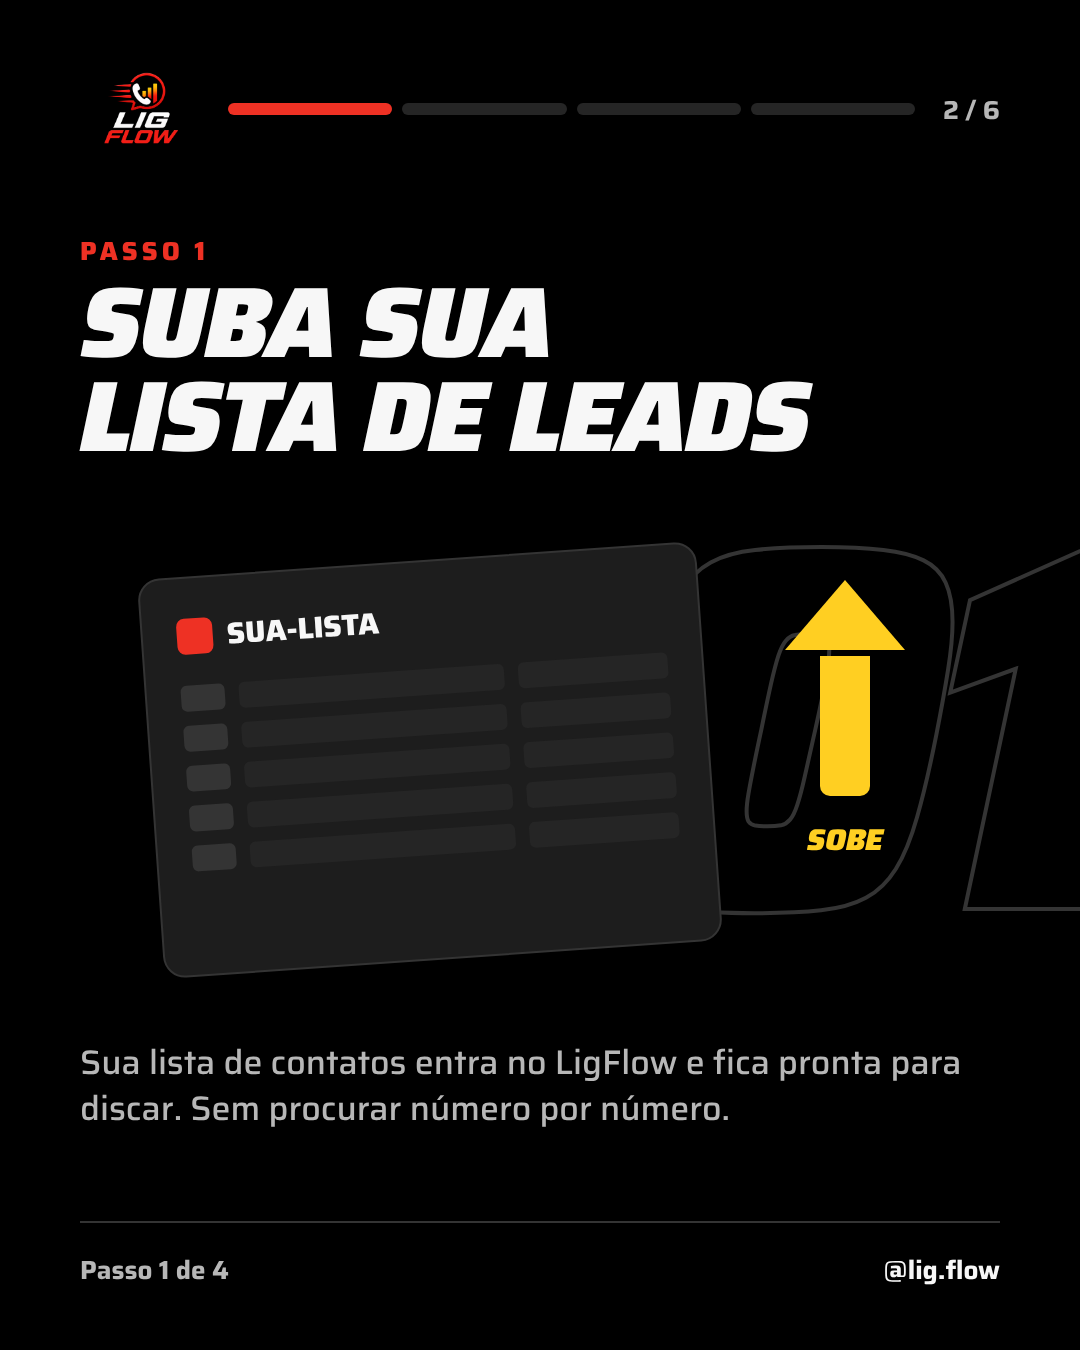 LIG
FLOW
2 / 6
PASSO 1
SUBA SUA
LISTA DE LEADS
SUA-LISTA
01
SOBE
Sua lista de contatos entra no LigFlow e fica pronta para
discar. Sem procurar número por número.
Passo 1 de 4
@lig.flow